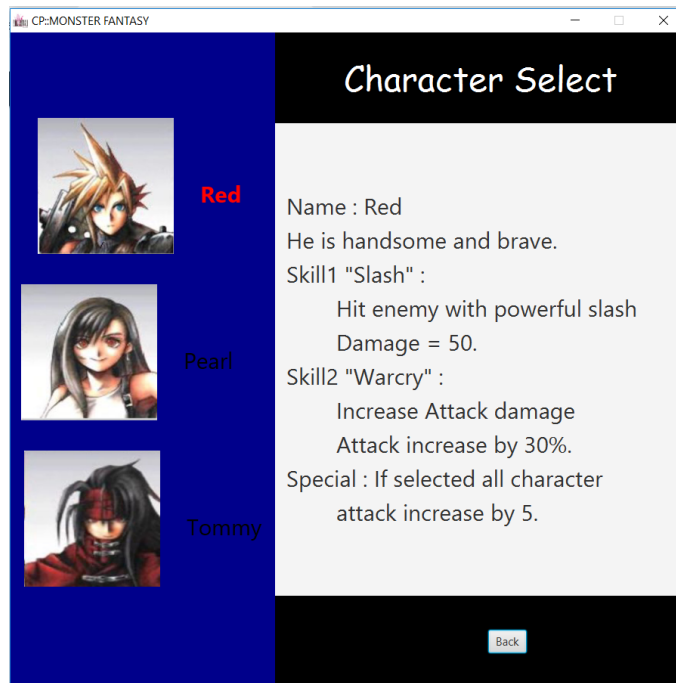 CP::MONSTER FANTASY
Character Select
Red
Pearl
Tommy
Name : Red
He is handsome and brave.
Skill1 "Slash" :
Hit enemy with powerful slash
Damage = 50.
Skill2 "Warcry" :
Increase Attack damage
Attack increase by 30%.
Special : If selected all character
attack increase by 5.
Back